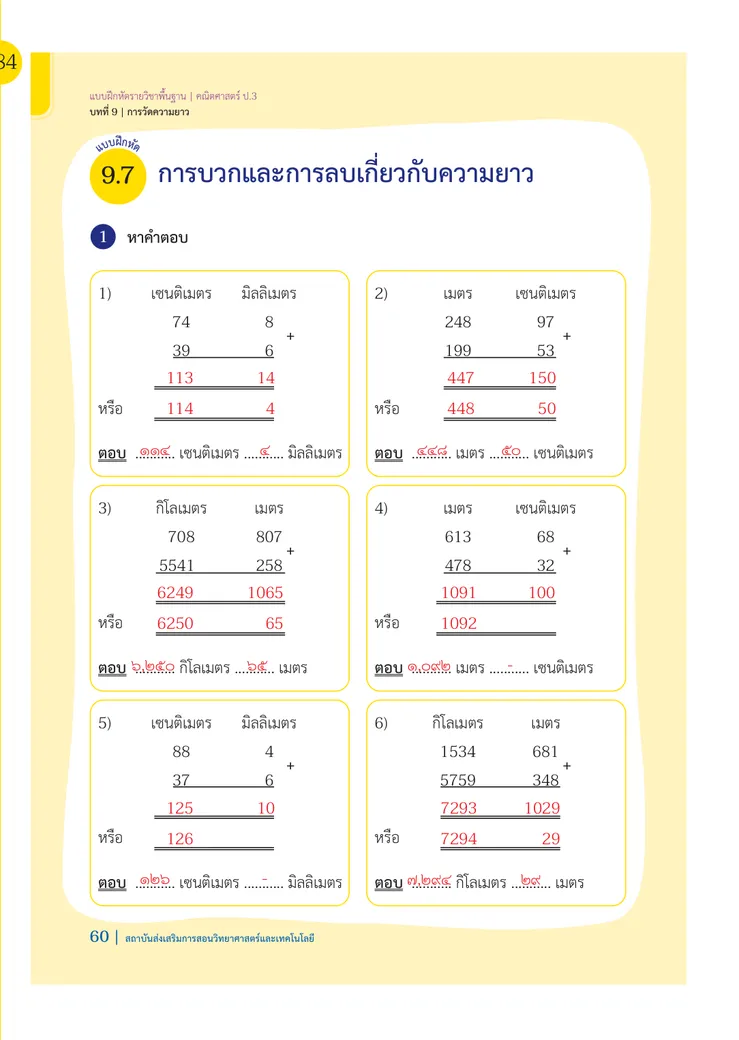 84
แบบฝึกหัดรายวิชาพื้นฐาน | คณิตศาสตร์ ป.3
บทที่ 9 | การวัดความยาว
แบบฝึกหัด
9.7 การบวกและการลบเกี่ยวกับความยาว
1 หาคำตอบ
1) เซนติเมตร มิลลิเมตร
74 8
+
39 6
113 14
หรือ 114 4
ตอบ ๑๑๔ เซนติเมตร ๔ มิลลิเมตร
2) เมตร เซนติเมตร
248 97
+
199 53
447 150
หรือ 448 50
ตอบ ๔๔๘ เมตร ๕๐ เซนติเมตร
3) กิโลเมตร เมตร
708 807
+
5541 258
6249 1065
หรือ 6250 65
ตอบ ๖,๒๕๐ กิโลเมตร ๖๕ เมตร
4) เมตร เซนติเมตร
613 68
+
478 32
1091 100
หรือ 1092
ตอบ ๑,๐๙๒ เมตร - เซนติเมตร
5) เซนติเมตร มิลลิเมตร
88 4
+
37 6
125 10
หรือ 126
ตอบ ๑๒๖ เซนติเมตร - มิลลิเมตร
6) กิโลเมตร เมตร
1534 681
+
5759 348
7293 1029
หรือ 7294 29
ตอบ ๗,๒๙๔ กิโลเมตร ๒๙ เมตร
60 | สถาบันส่งเสริมการสอนวิทยาศาสตร์และเทคโนโลยี